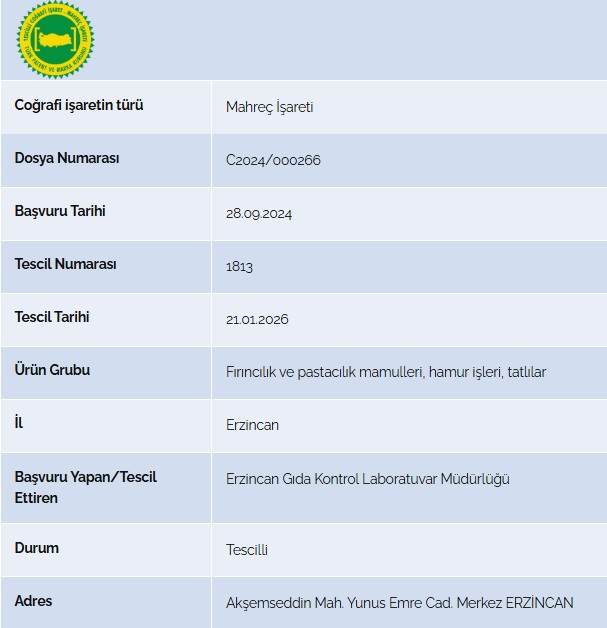 TESCİLLİ COĞRAFİ İŞARET - MAHREÇ İŞARETİ
TÜRK PATENT VE MARKA KURUMU
Coğrafi işaretin türü
Mahreç İşareti
Dosya Numarası
C2024/000266
Başvuru Tarihi
28.09.2024
Tescil Numarası
1813
Tescil Tarihi
21.01.2026
Ürün Grubu
Fırıncılık ve pastacılık mamulleri, hamur işleri, tatlılar
İl
Erzincan
Başvuru Yapan/Tescil
Ettiren
Erzincan Gıda Kontrol Laboratuvar Müdürlüğü
Durum
Tescilli
Adres
Akşemseddin Mah. Yunus Emre Cad. Merkez ERZİNCAN